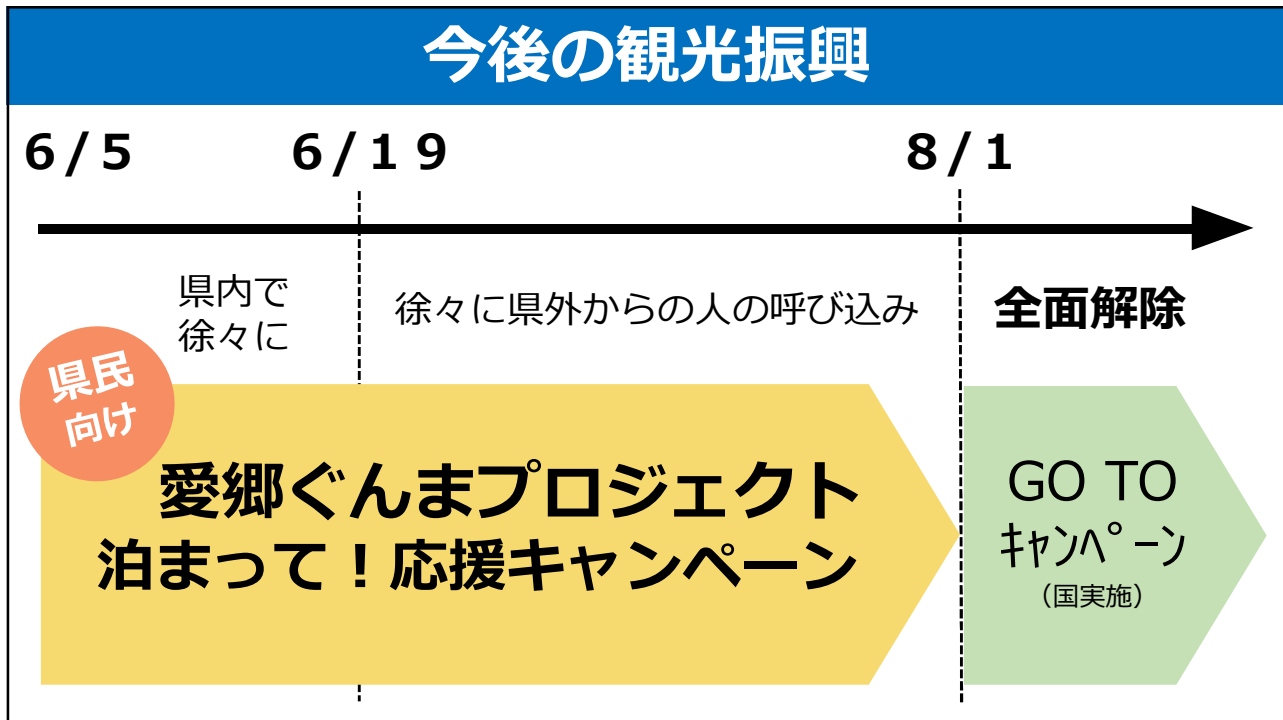 今後の観光振興
6/5
6/19
8/1
県内で
徐々に
徐々に県外からの人の呼び込み
全面解除
県民
向け
愛郷ぐんまプロジェクト
泊まって！応援キャンペーン
GO TO
ｷｬﾝﾍﾟｰﾝ
（国実施）